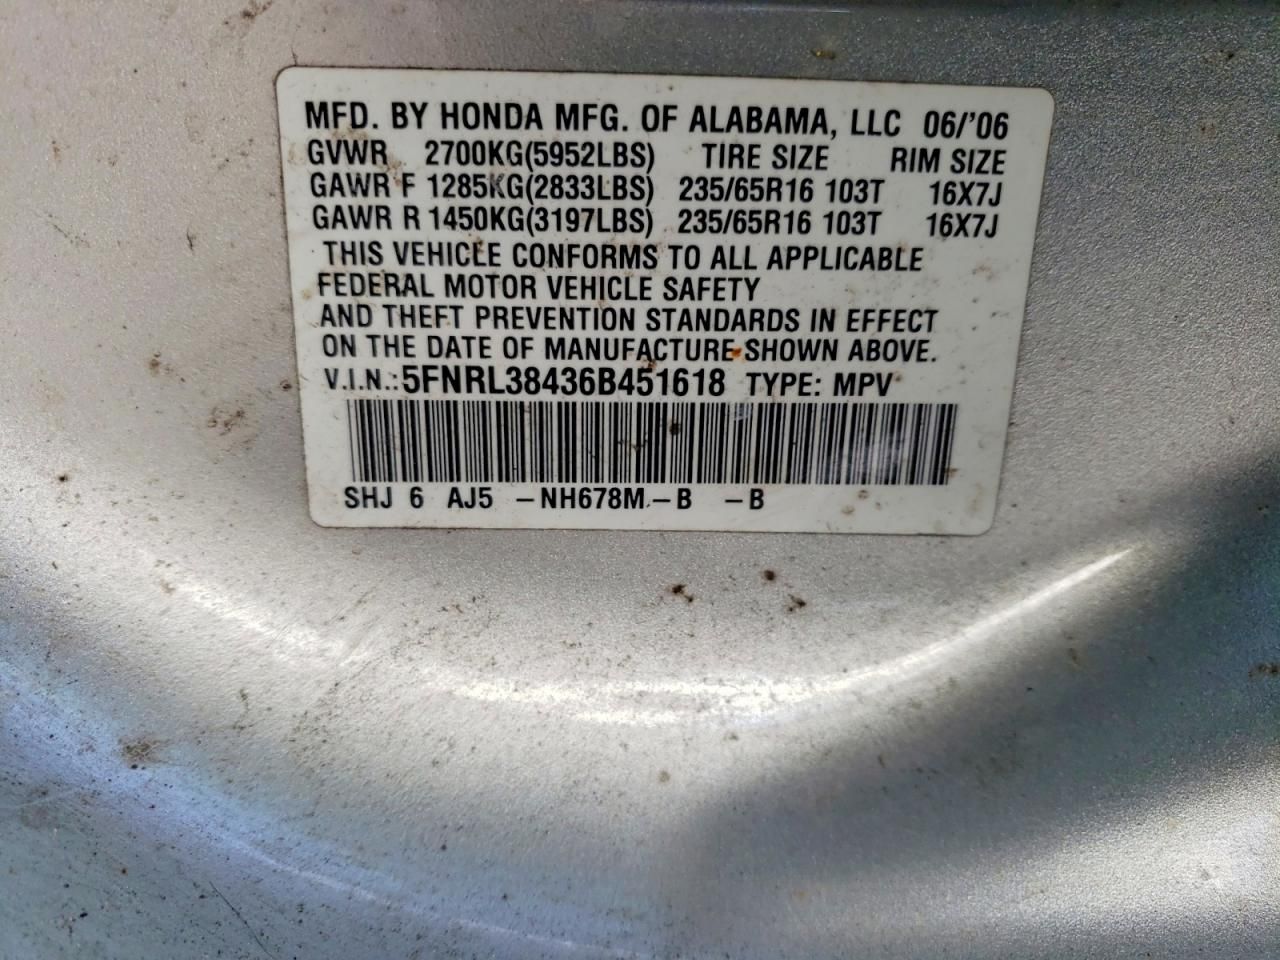 MFD. BY HONDA MFG. OF ALABAMA, LLC 06/'06
GVWR 2700KG(5952LBS) TIRE SIZE RIM SIZE
GAWR F 1285KG(2833LBS) 235/65R16 103T 16X7J
GAWR R 1450KG(3197LBS) 235/65R16 103T 16X7J
THIS VEHICLE CONFORMS TO ALL APPLICABLE
FEDERAL MOTOR VEHICLE SAFETY
AND THEFT PREVENTION STANDARDS IN EFFECT
ON THE DATE OF MANUFACTURE SHOWN ABOVE.
V.I.N.: 5FNRL38436B451618 TYPE: MPV
SHJ 6 AJ5 -NH678M-B -B